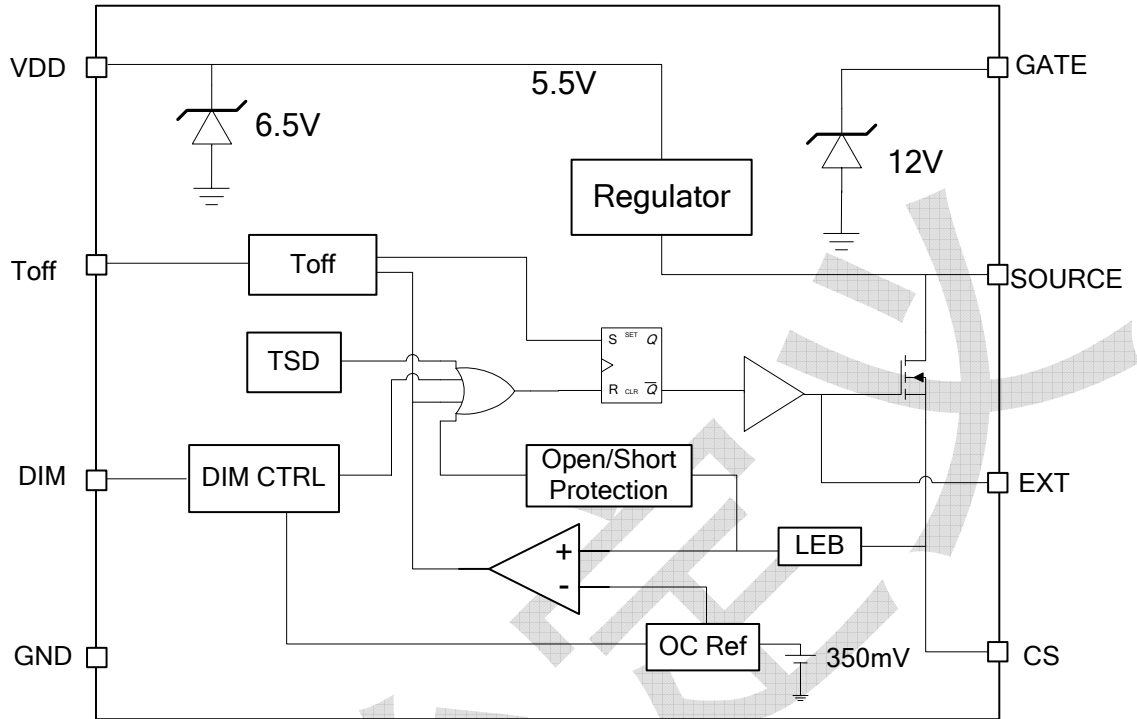 VDD
GATE
5.5V
6.5V
12V
Regulator
Toff
Toff
SOURCE
TSD
S SET Q
R CLR Q
DIM
DIM CTRL
Open/Short
Protection
EXT
LEB
+
-
GND
OC Ref
350mV
CS